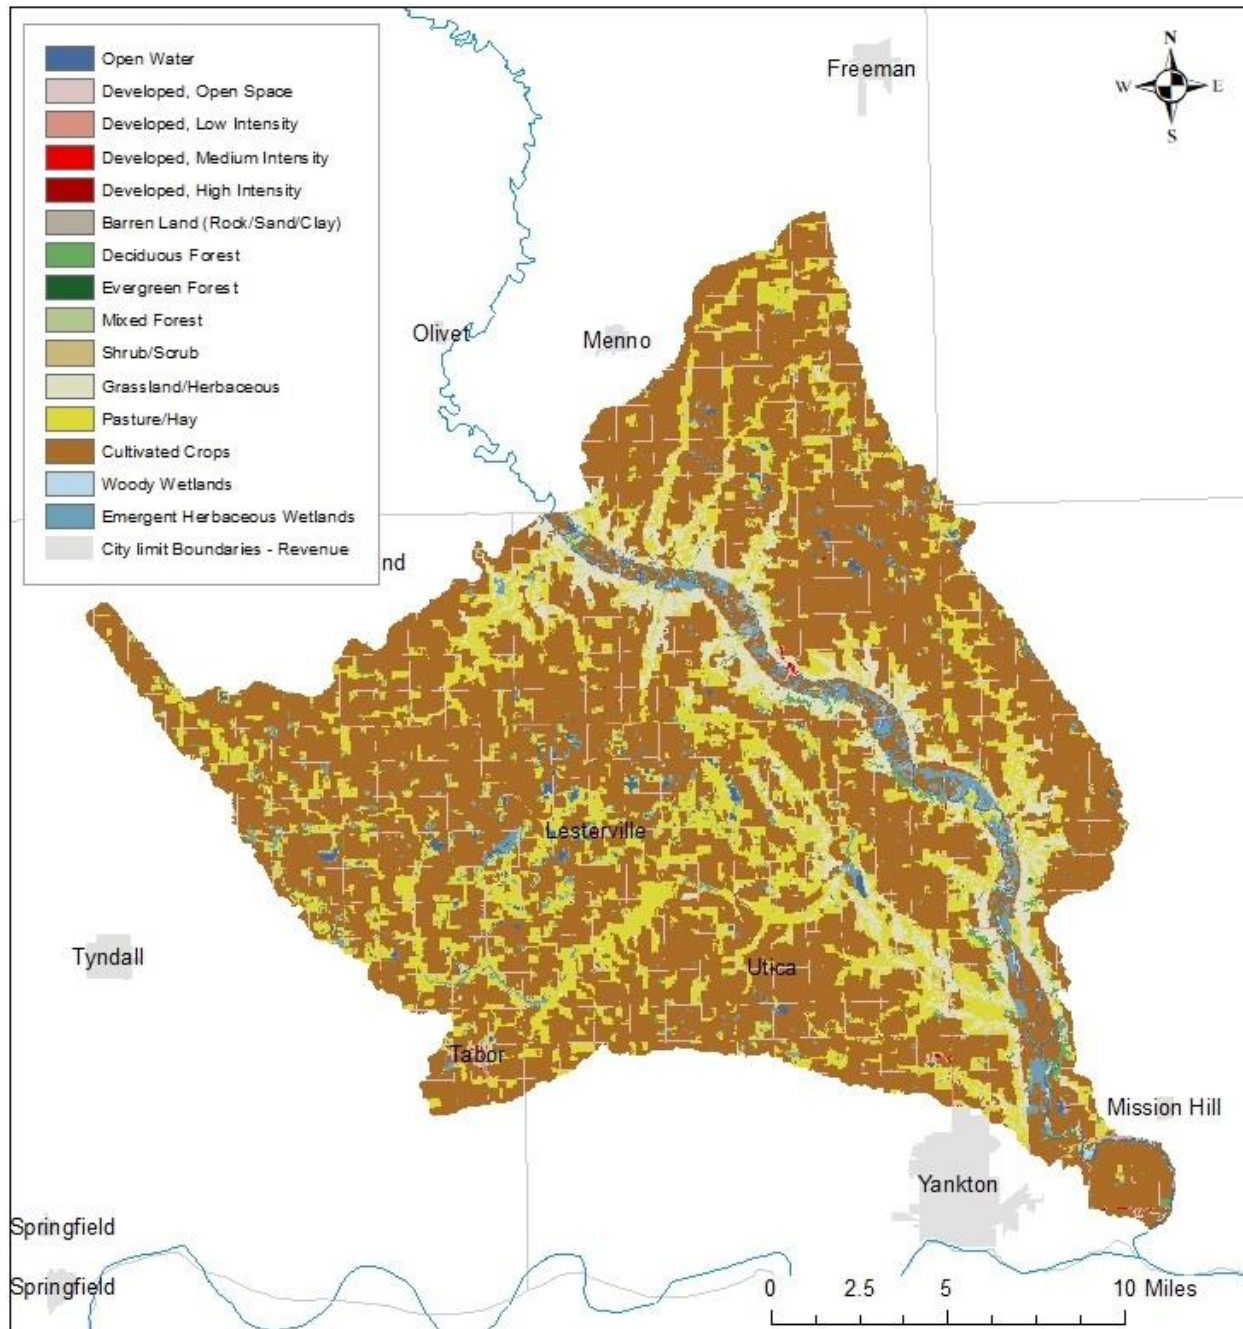 Open Water
Developed, Open Space
Developed, Low Intensity
Developed, Medium Intensity
Developed, High Intensity
Barren Land (Rock/Sand/Clay)
Deciduous Forest
Evergreen Forest
Mixed Forest
Shrub/Scrub
Grassland/Herbaceous
Pasture/Hay
Cultivated Crops
Woody Wetlands
Emergent Herbaceous Wetlands
City limit Boundaries - Revenue
Freeman
N
W E
S
Olivet
Menno
nd
Lesterville
Tyndall
Utica
Tabor
Mission Hill
Yankton
Springfield
Springfield
0 2.5 5 10 Miles